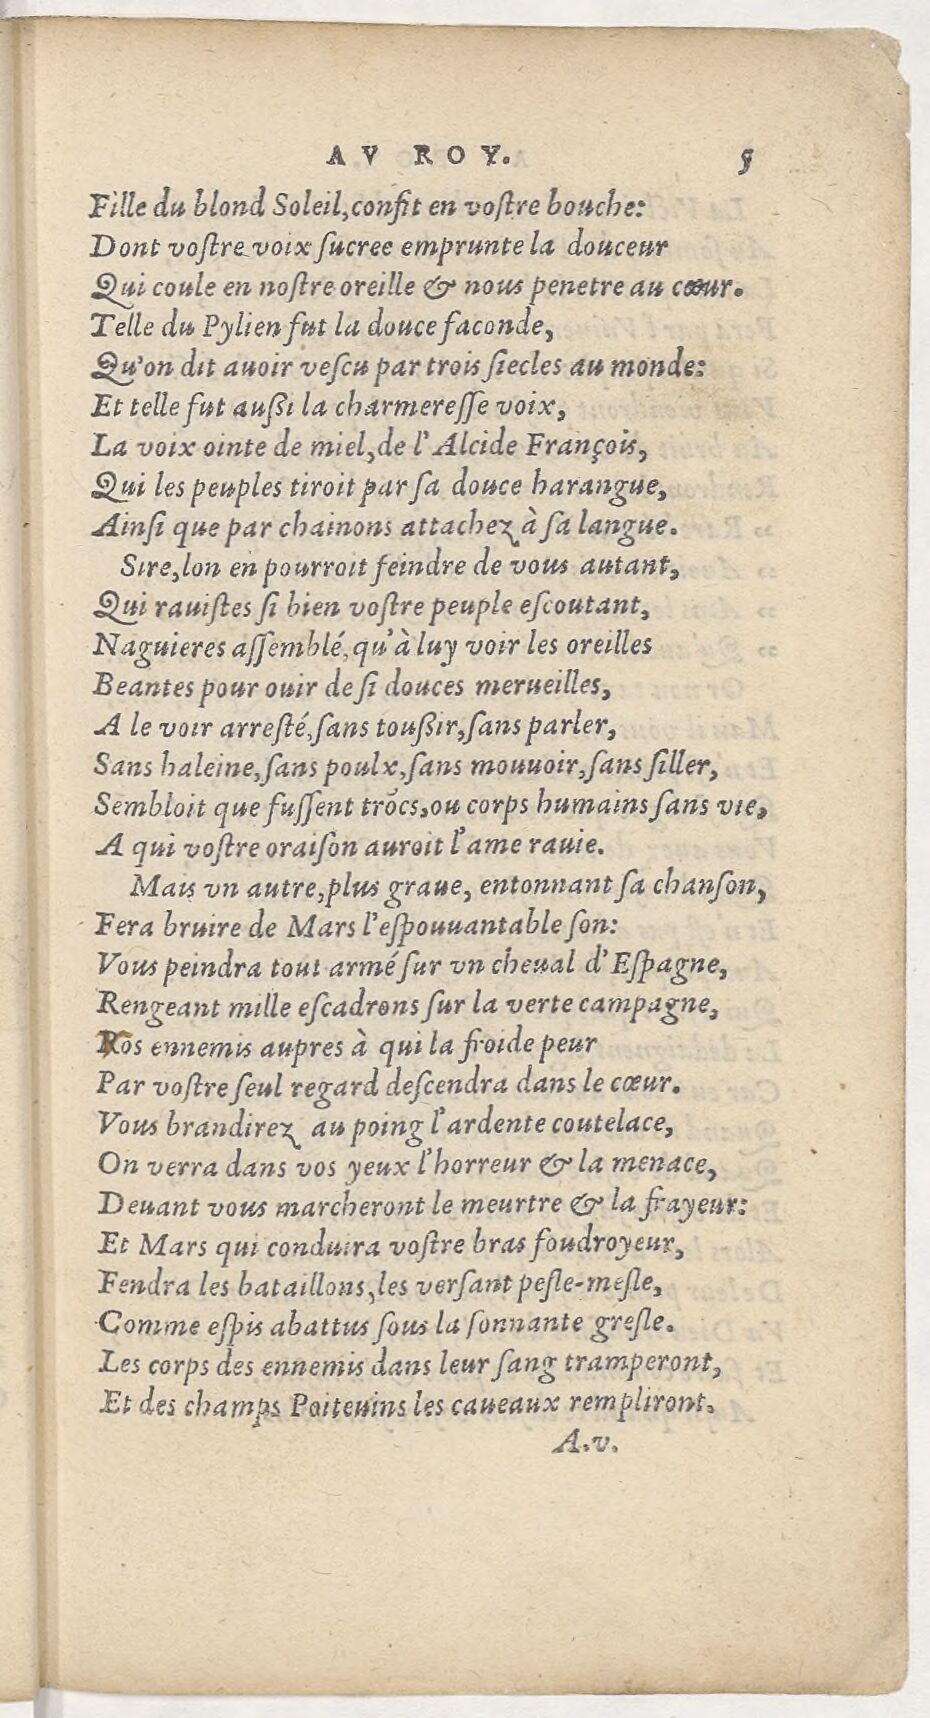 AV ROY. 5
Fille du blond Soleil, confit en voſtre bouche:
Dont voſtre voix ſucree emprunte la douceur
Qui coule en noſtre oreille & nous penetre au cœur.
Telle du Pylien fut la douce faconde,
Qu'on dit auoir veſcu par trois ſiecles au monde:
Et telle fut außi la charmereſſe voix,
La voix ointe de miel, de l'Alcide François,
Qui les peuples tiroit par ſa douce harangue,
Ainſi que par chainons attachez à ſa langue.
Sire, lon en pourroit feindre de vous autant,
Qui rauiſtes ſi bien voſtre peuple eſcoutant,
Naguieres aſſemblé, qu'à luy voir les oreilles
Beantes pour ouir de ſi douces merueilles,
A le voir arreſté, ſans toußir, ſans parler,
Sans haleine, ſans poulx, ſans mouuoir, ſans ſiller,
Sembloit que fuſſent trõcs, ou corps humains ſans vie,
A qui voſtre oraiſon auroit l'ame rauie.
Mais vn autre, plus graue, entonnant ſa chanſon,
Fera bruire de Mars l'eſpouuantable ſon:
Vous peindra tout armé ſur vn cheual d'Eſpagne,
Rengeant mille eſcadrons ſur la verte campagne,
Ros ennemis aupres à qui la froide peur
Par voſtre ſeul regard deſcendra dans le cœur.
Vous brandirez au poing l'ardente coutelace,
On verra dans vos yeux l'horreur & la menace,
Deuant vous marcheront le meurtre & la frayeur:
Et Mars qui conduira voſtre bras foudroyeur,
Fendra les bataillons, les verſant peſle-meſle,
Comme eſpis abattus ſous la ſonnante greſle.
Les corps des ennemis dans leur ſang tramperont,
Et des champs Poiteuins les caueaux rempliront.
A.v.